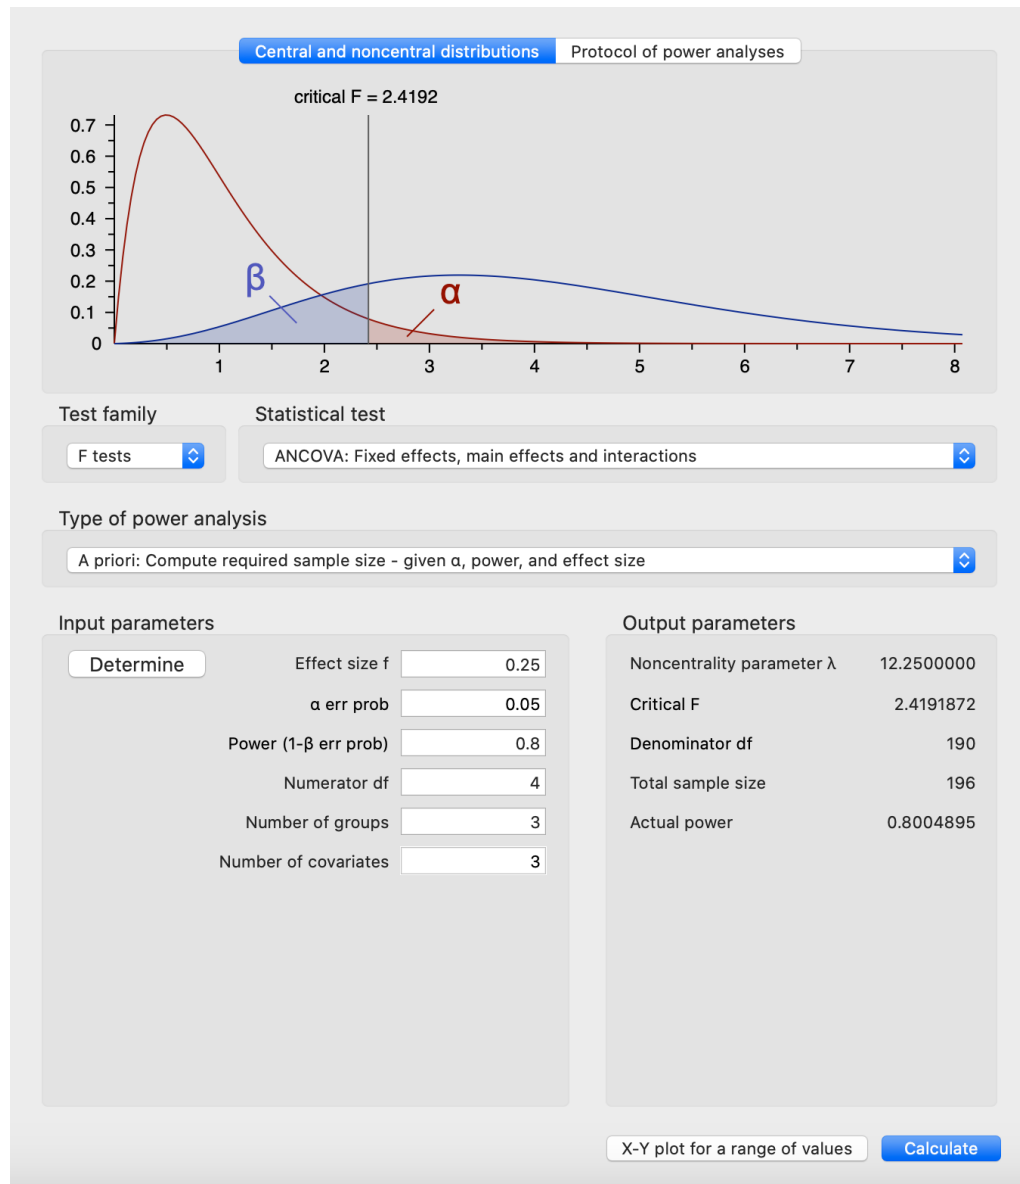 Central and noncentral distributions
Protocol of power analyses
critical F = 2.4192
0.7
0.6
0.5
0.4
0.3
0.2
0.1
0
β
α
1 2 3 4 5 6 7 8
Test family
Statistical test
F tests
ANCOVA: Fixed effects, main effects and interactions
Type of power analysis
A priori: Compute required sample size - given α, power, and effect size
Input parameters
Determine
Effect size f 0.25
α err prob 0.05
Power (1-β err prob) 0.8
Numerator df 4
Number of groups 3
Number of covariates 3
Output parameters
Noncentrality parameter λ 12.2500000
Critical F 2.4191872
Denominator df 190
Total sample size 196
Actual power 0.8004895
X-Y plot for a range of values
Calculate